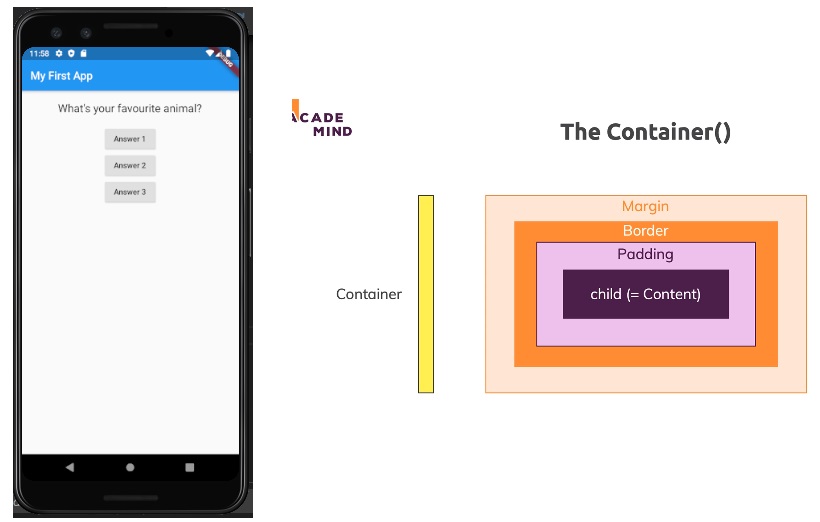 11:58
My First App
What's your favourite animal?
Answer 1
Answer 2
Answer 3
ACADE
MIND
The Container()
Container
Margin
Border
Padding
child (= Content)